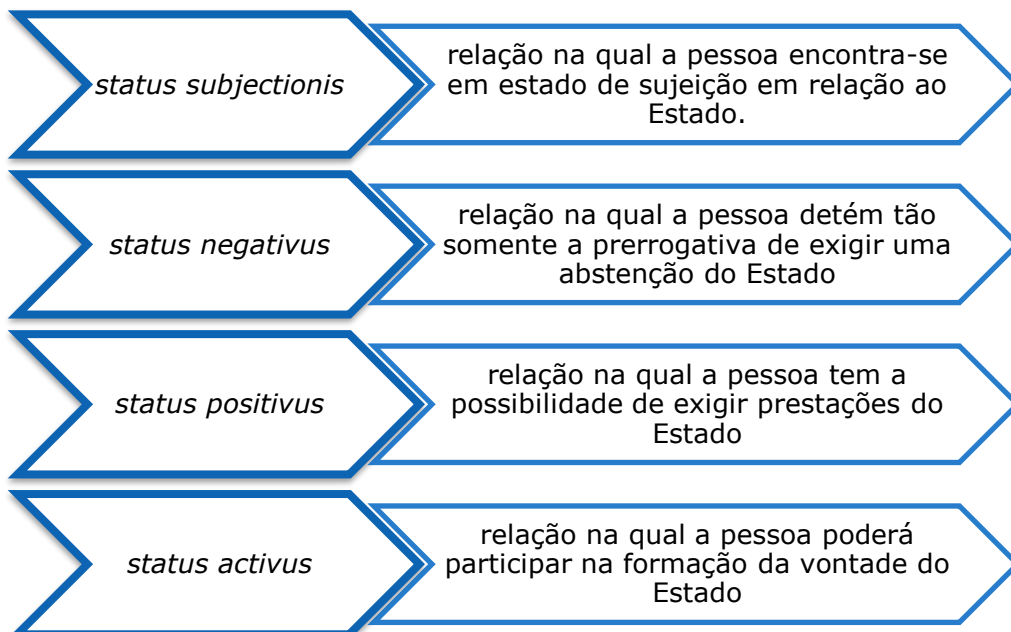 status subjectionis
relação na qual a pessoa encontra-se
em estado de sujeição em relação ao
Estado.
status negativus
relação na qual a pessoa detém tão
somente a prerrogativa de exigir uma
abstenção do Estado
status positivus
relação na qual a pessoa tem a
possibilidade de exigir prestações do
Estado
status activus
relação na qual a pessoa poderá
participar na formação da vontade do
Estado